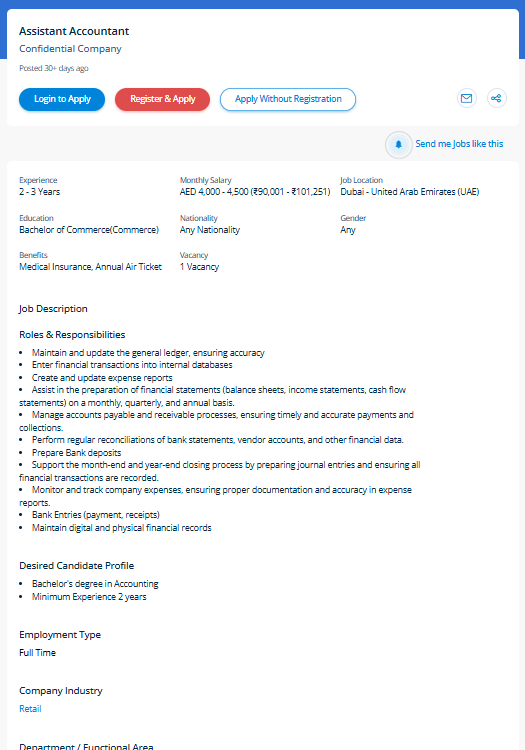 Assistant Accountant
Confidential Company
Posted 30+ days ago
Login to Apply
Register & Apply
Apply Without Registration
Send me Jobs like this
Experience
2 - 3 Years
Monthly Salary
AED 4,000 - 4,500 (₹90,001 - ₹101,251)
Job Location
Dubai - United Arab Emirates (UAE)
Education
Bachelor of Commerce(Commerce)
Nationality
Any Nationality
Gender
Any
Benefits
Medical Insurance, Annual Air Ticket
Vacancy
1 Vacancy
Job Description
Roles & Responsibilities
• Maintain and update the general ledger, ensuring accuracy
• Enter financial transactions into internal databases
• Create and update expense reports
• Assist in the preparation of financial statements (balance sheets, income statements, cash flow
statements) on a monthly, quarterly, and annual basis.
• Manage accounts payable and receivable processes, ensuring timely and accurate payments and
collections.
• Perform regular reconciliations of bank statements, vendor accounts, and other financial data.
• Prepare Bank deposits
• Support the month-end and year-end closing process by preparing journal entries and ensuring all
financial transactions are recorded.
• Monitor and track company expenses, ensuring proper documentation and accuracy in expense
reports.
• Bank Entries (payment, receipts)
• Maintain digital and physical financial records
Desired Candidate Profile
• Bachelor's degree in Accounting
• Minimum Experience 2 years
Employment Type
Full Time
Company Industry
Retail
Department / Functional Area